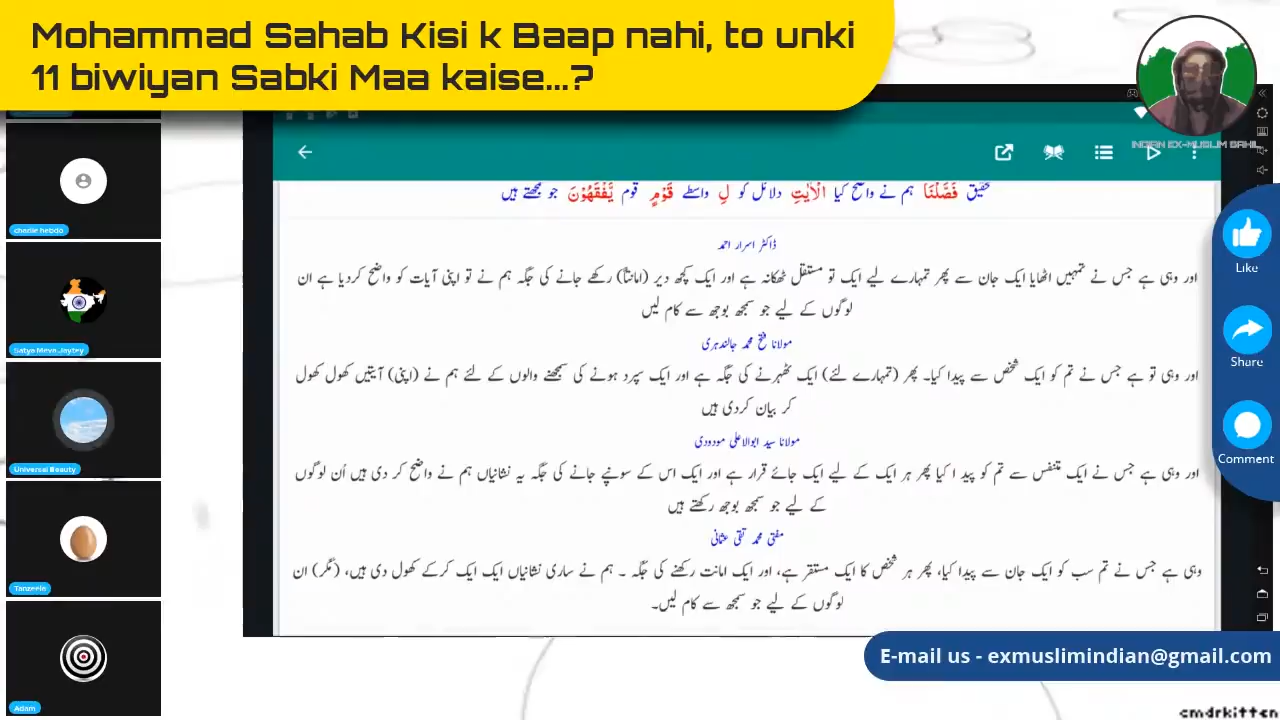 Mohammad Sahab Kisi k Baap nahi, to unki
11 biwiyan Sabki Maa kaise...?
INDIAN EX-MUSLIM SAHIL
تحقیق فَصَّلْنَا ہم نے واضح کیا الْاٰیٰتِ دلائل کو لِ واسطے قَوْمٍ قوم یَّفْقَهُوْنَ جو سمجھتے ہیں
ڈاکٹر اسرار احمد
اور وہی ہے جس نے تمہیں اٹھایا ایک جان سے پھر تمہارے لیے ایک تو مستقل ٹھکانہ ہے اور ایک کچھ دیر (امانتاً) رکھے جانے کی جگہ ہم نے تو اپنی آیات کو واضح کردیا ہے ان
لوگوں کے لیے جو سمجھ بوجھ سے کام لیں
مولانا فتح محمد جالندہری
اور وہی تو ہے جس نے تم کو ایک شخص سے پیدا کیا۔ پھر (تمہارے لئے) ایک ٹھہرنے کی جگہ ہے اور ایک سپرد ہونے کی سمجھنے والوں کے لئے ہم نے (اپنی) آیتیں کھول کھول
کر بیان کردی ہیں
مولانا سید ابوالاعلی مودودی
اور وہی ہے جس نے ایک متنفس سے تم کو پید ا کیا پھر ہر ایک کے لیے ایک جائے قرار ہے اور ایک اس کے سونپے جانے کی جگہ یہ نشانیاں ہم نے واضح کر دی ہیں اُن لوگوں
کے لیے جو سمجھ بوجھ رکھتے ہیں
مفتی محمد تقی عثمانی
وہی ہے جس نے تم سب کو ایک جان سے پیدا کیا، پھر ہر شخص کا ایک مستقر ہے، اور ایک امانت رکھنے کی جگہ ۔ ہم نے ساری نشانیاں ایک ایک کرکے کھول دی ہیں، (مگر) ان
لوگوں کے لیے جو سمجھ سے کام لیں۔
charlie hebdo
Satya Meva Jaytey
Universal Beauty
Tanzeeln
Adam
Like
Share
Comment
E-mail us - exmuslimindian@gmail.com
cmdrkitten